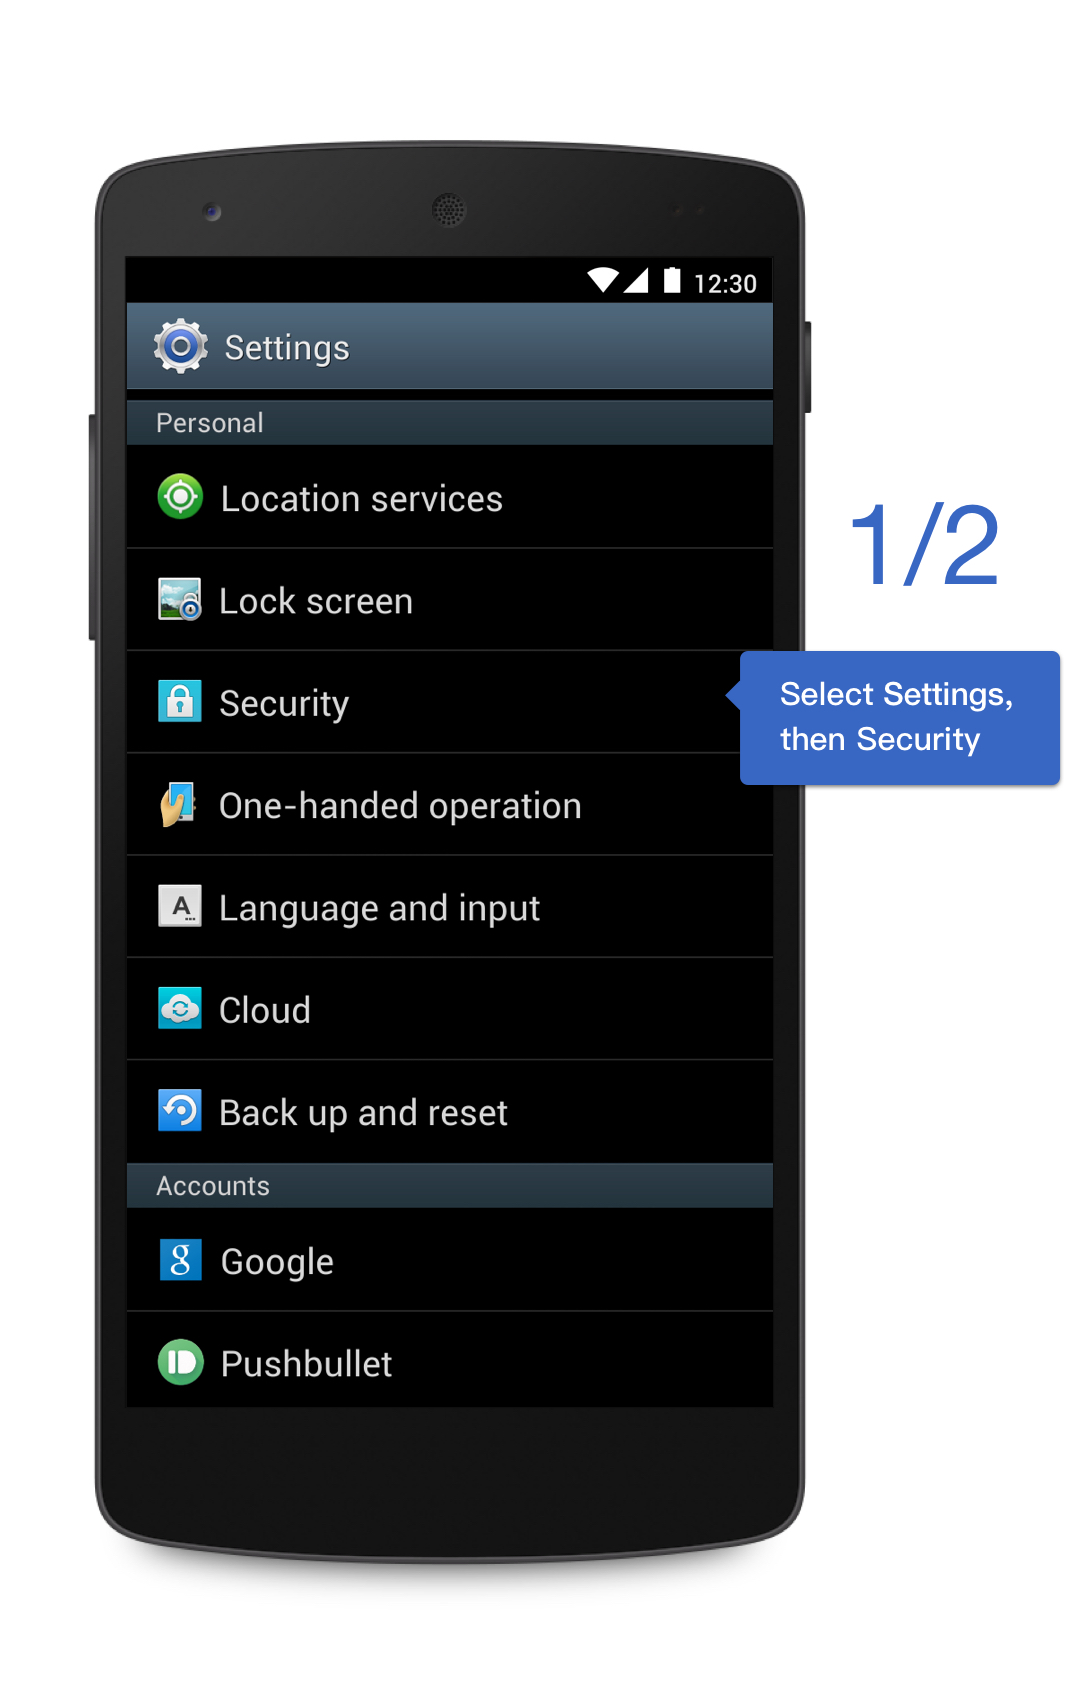 12:30
Settings
Personal
Location services
Lock screen
1/2
Security
Select Settings,
then Security
One-handed operation
A
Language and input
Cloud
Back up and reset
Accounts
g
Google
Pushbullet